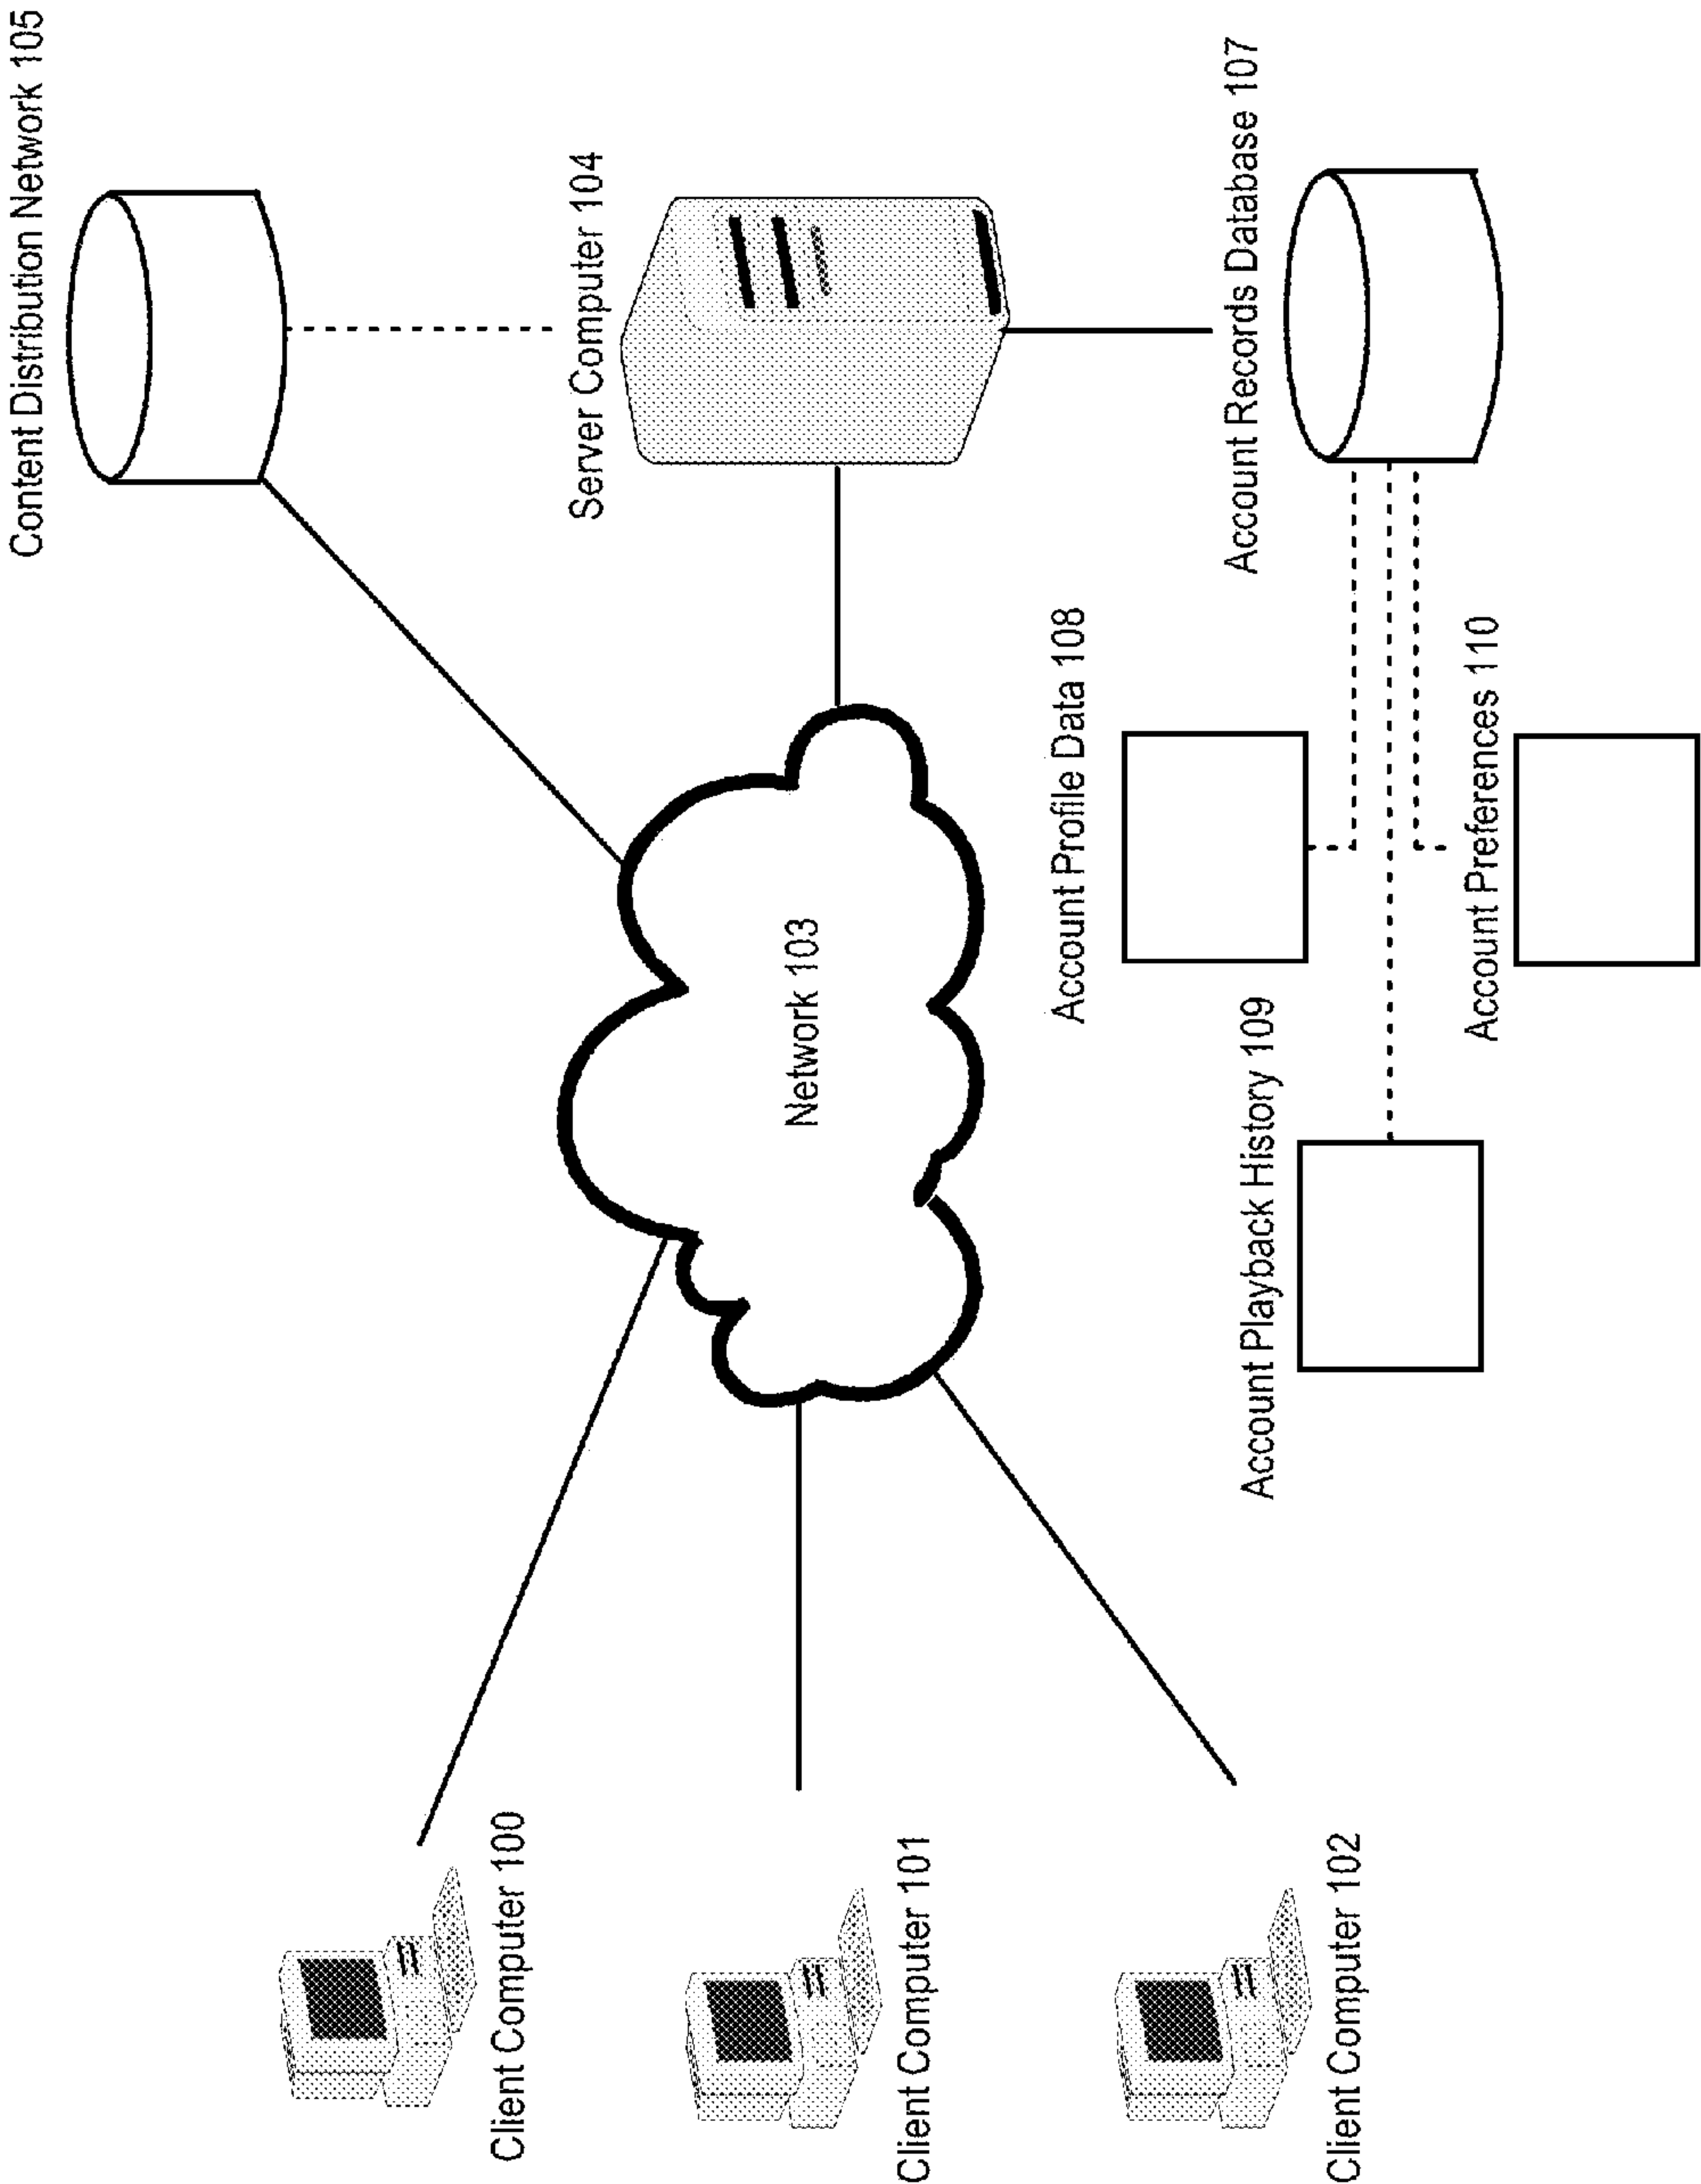 Content Distribution Network 105
Client Computer 100
Server Computer 104
Network 103
Client Computer 101
Account Profile Data 108
Account Records Database 107
Account Playback History 109
Client Computer 102
Account Preferences 110